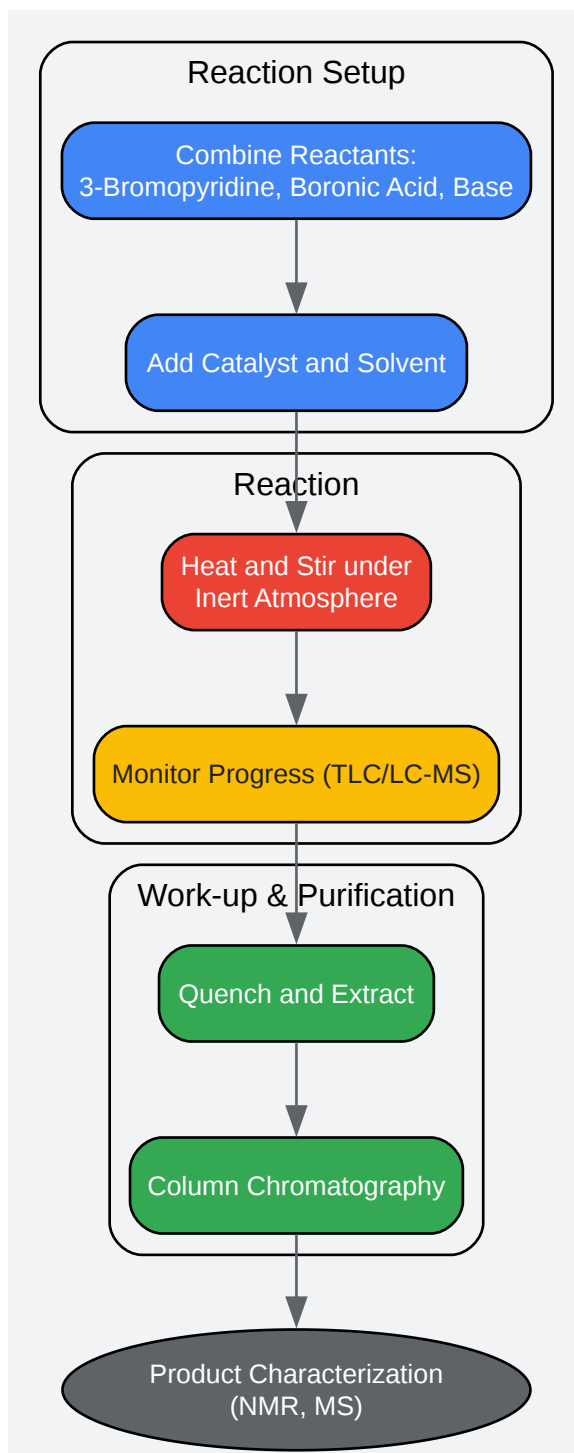 Reaction Setup
Combine Reactants:
3-Bromopyridine, Boronic Acid, Base
Add Catalyst and Solvent
Reaction
Heat and Stir under
Inert Atmosphere
Monitor Progress (TLC/LC-MS)
Work-up & Purification
Quench and Extract
Column Chromatography
Product Characterization
(NMR, MS)